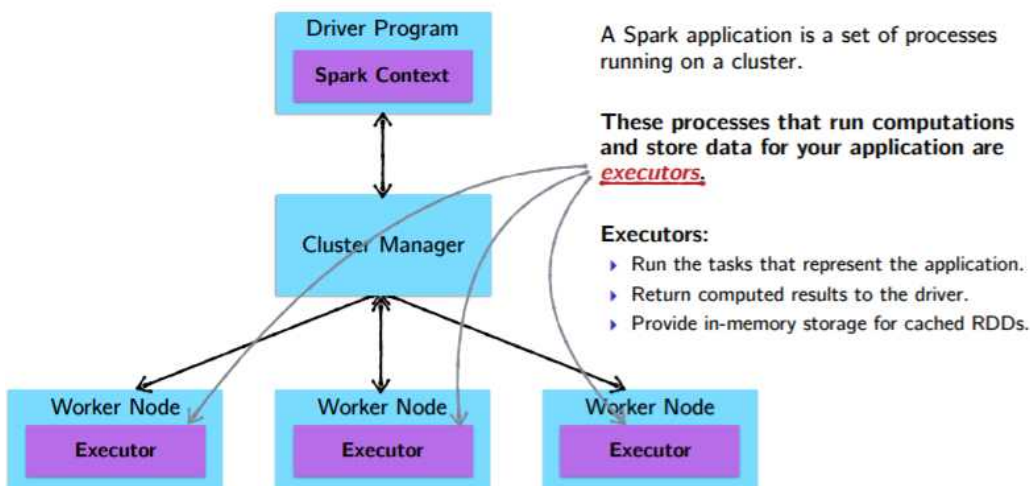 Driver Program
Spark Context
Cluster Manager
Worker Node
Executor
Worker Node
Executor
Worker Node
Executor
A Spark application is a set of processes
running on a cluster.
These processes that run computations
and store data for your application are
executors.
Executors:
Run the tasks that represent the application.
Return computed results to the driver.
Provide in-memory storage for cached RDDs.